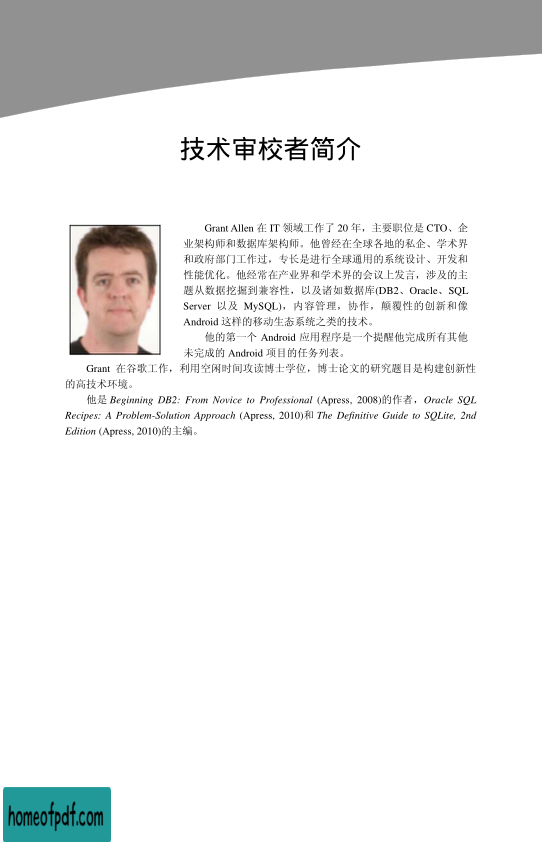 技术审校者简介
Grant Allen 在 IT 领域工作了 20 年，主要职位是 CTO、企
业架构师和数据库架构师。他曾经在全球各地的私企、学术界
和政府部门工作过，专长是进行全球通用的系统设计、开发和
性能优化。他经常在产业界和学术界的会议上发言，涉及的主
题从数据挖掘到兼容性，以及诸如数据库(DB2、Oracle、SQL
Server 以及 MySQL)，内容管理，协作，颠覆性的创新和像
Android 这样的移动生态系统之类的技术。
他的第一个 Android 应用程序是一个提醒他完成所有其他
未完成的 Android 项目的任务列表。
Grant 在谷歌工作，利用空闲时间攻读博士学位，博士论文的研究题目是构建创新性
的高技术环境。
他是 Beginning DB2: From Novice to Professional (Apress, 2008)的作者，Oracle SQL
Recipes: A Problem-Solution Approach (Apress, 2010)和 The Definitive Guide to SQLite, 2nd
Edition (Apress, 2010)的主编。
homeofpdf.com